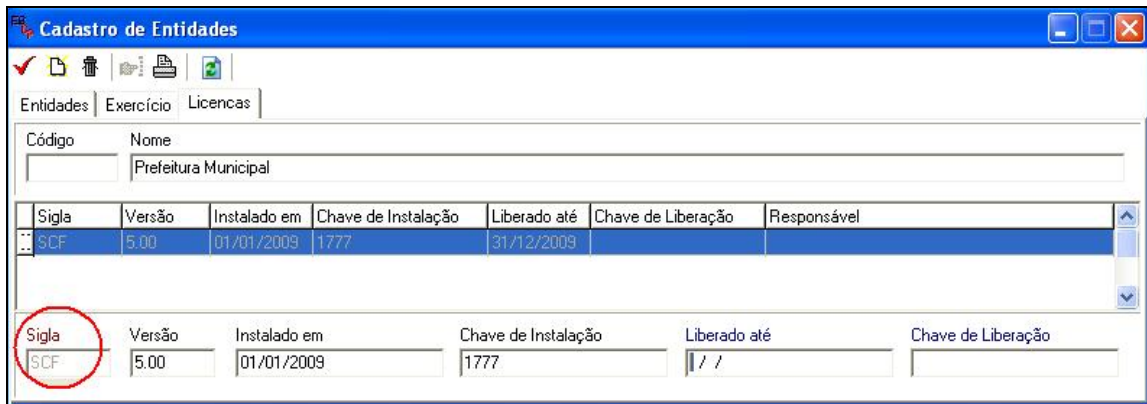 Cadastro de Entidades
Entidades Exercício Licencas
Código Nome
Prefeitura Municipal
Sigla Versão Instalado em Chave de Instalação Liberado até Chave de Liberação Responsável
SCF 5.00 01/01/2009 1777 31/12/2009
Sigla Versão Instalado em Chave de Instalação Liberado até Chave de Liberação
SCF 5.00 01/01/2009 1777 / /